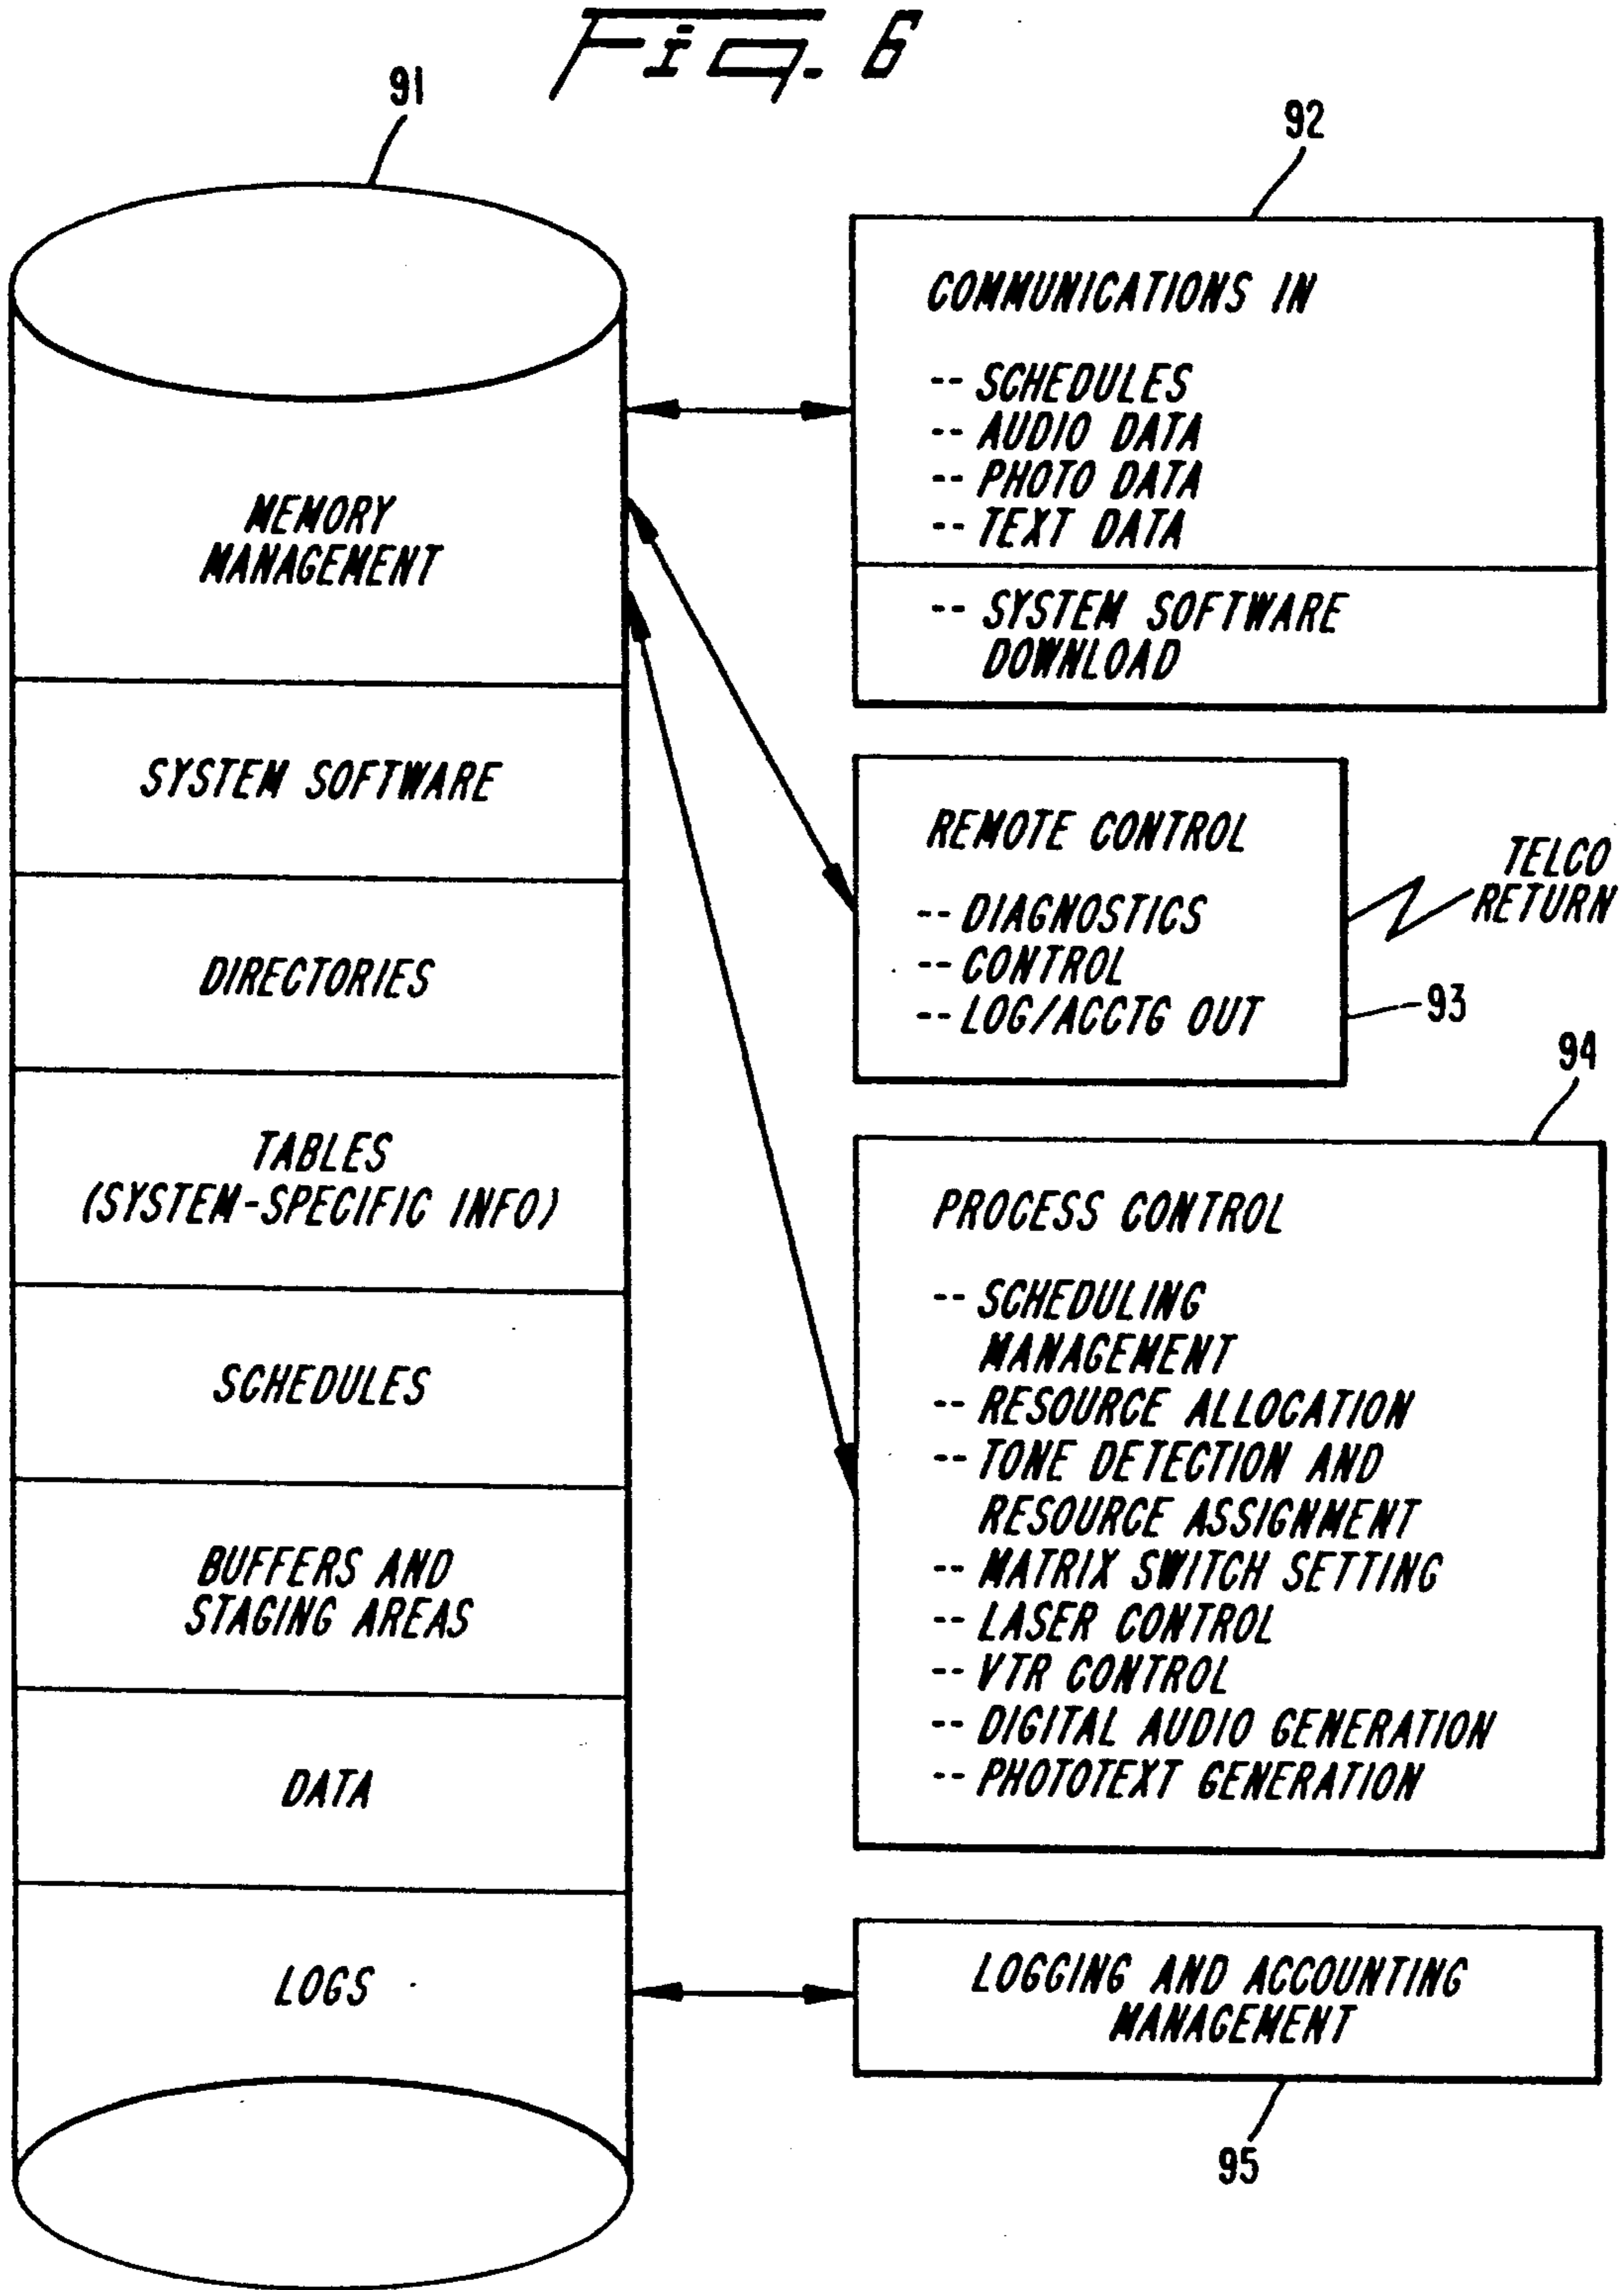 Fig. 6
91
MEMORY
MANAGEMENT
SYSTEM SOFTWARE
DIRECTORIES
TABLES
(SYSTEM-SPECIFIC INFO)
SCHEDULES
BUFFERS AND
STAGING AREAS
DATA
LOGS
92
COMMUNICATIONS IN
-- SCHEDULES
-- AUDIO DATA
-- PHOTO DATA
-- TEXT DATA
-- SYSTEM SOFTWARE
DOWNLOAD
REMOTE CONTROL
-- DIAGNOSTICS
-- CONTROL
-- LOG/ACCTG OUT
TELCO
RETURN
93
94
PROCESS CONTROL
-- SCHEDULING
MANAGEMENT
-- RESOURCE ALLOCATION
-- TONE DETECTION AND
RESOURCE ASSIGNMENT
-- MATRIX SWITCH SETTING
-- LASER CONTROL
-- VTR CONTROL
-- DIGITAL AUDIO GENERATION
-- PHOTOTEXT GENERATION
LOGGING AND ACCOUNTING
MANAGEMENT
95